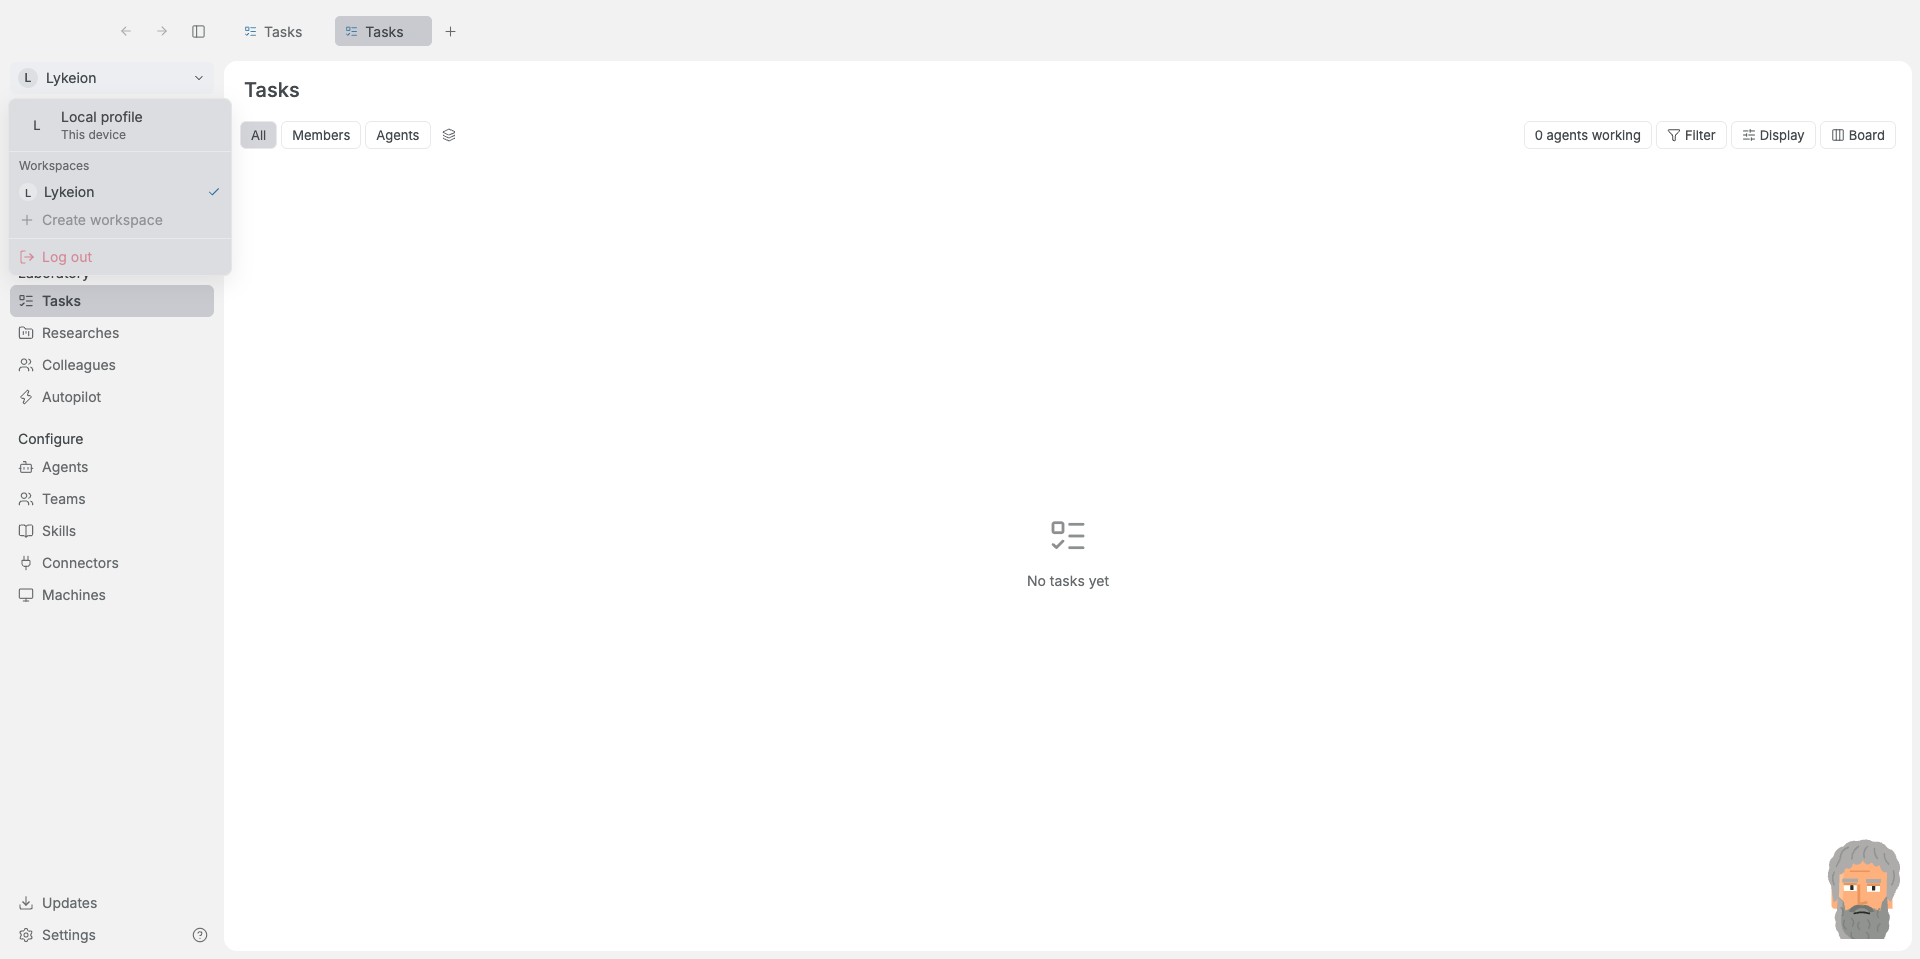 Tasks
Tasks
L Lykeion
L Local profile
This device
Workspaces
L Lykeion
Create workspace
Log out
Laboratory
Tasks
Researches
Colleagues
Autopilot
Configure
Agents
Teams
Skills
Connectors
Machines
Updates
Settings
Tasks
All Members Agents
0 agents working Filter Display Board
No tasks yet